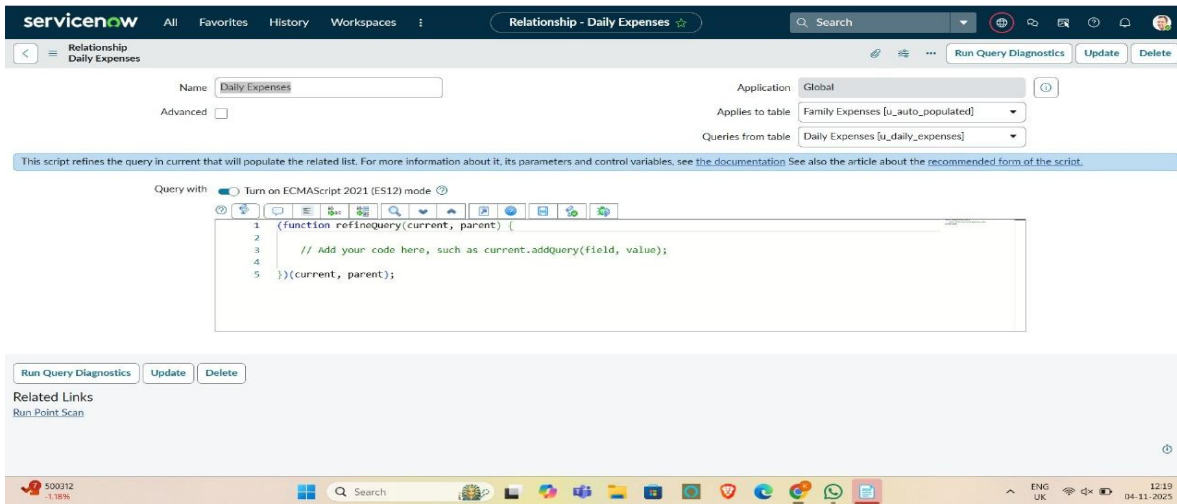 servicenow All Favorites History Workspaces Relationship - Daily Expenses Search
Relationship
Daily Expenses
Run Query Diagnostics Update Delete
Name Daily Expenses Application Global
Advanced Applies to table Family Expenses [u_auto_populated]
Queries from table Daily Expenses [u_daily_expenses]
This script refines the query in current that will populate the related list. For more information about it, its parameters and control variables, see the documentation See also the article about the recommended form of the script.
Query with Turn on ECMAScript 2021 (ES12) mode
1 (function refineQuery(current, parent) {
2
3 // Add your code here, such as current.addQuery(field, value);
4
5 })(current, parent);
Run Query Diagnostics Update Delete
Related Links
Run Point Scan
500312
-1.18%
Search
ENG
UK
12:19
04-11-2025